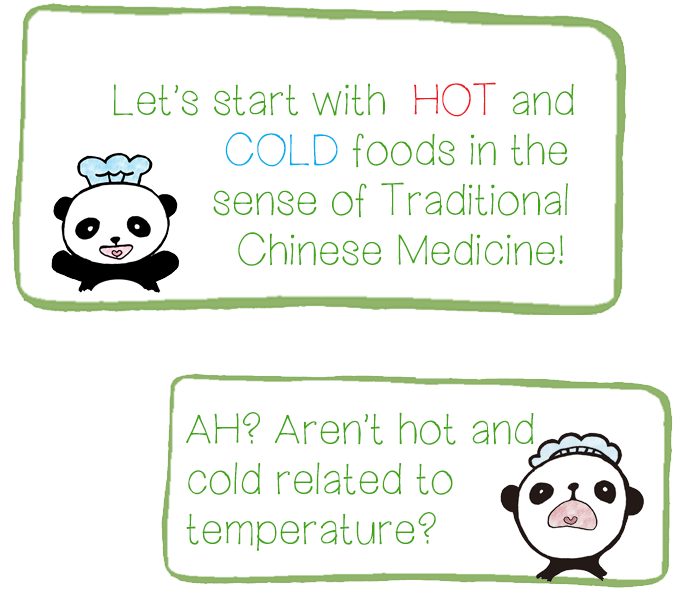 Let's start with HOT and
COLD foods in the
sense of Traditional
Chinese Medicine!
AH? Aren't hot and
cold related to
temperature?